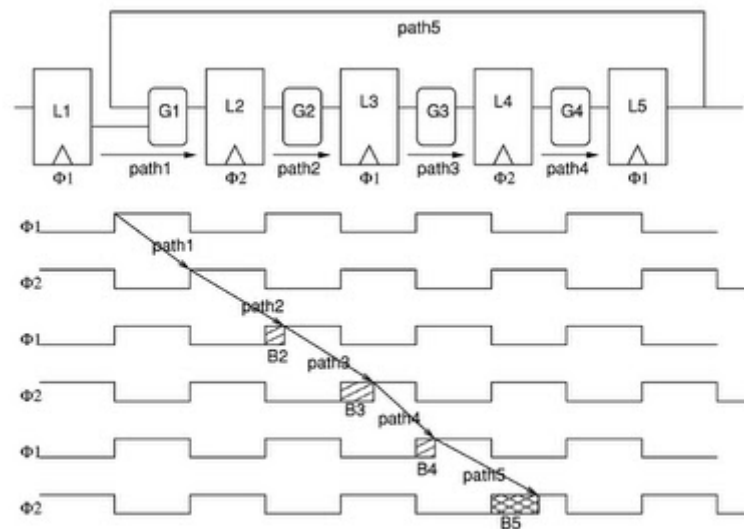 path5
L1
G1
L2
G2
L3
G3
L4
G4
L5
Φ1
path1
Φ2
path2
Φ1
path3
Φ2
path4
Φ1
Φ1
path1
Φ2
path2
Φ1
B2
path3
Φ2
B3
path4
Φ1
B4
path5
Φ2
B5